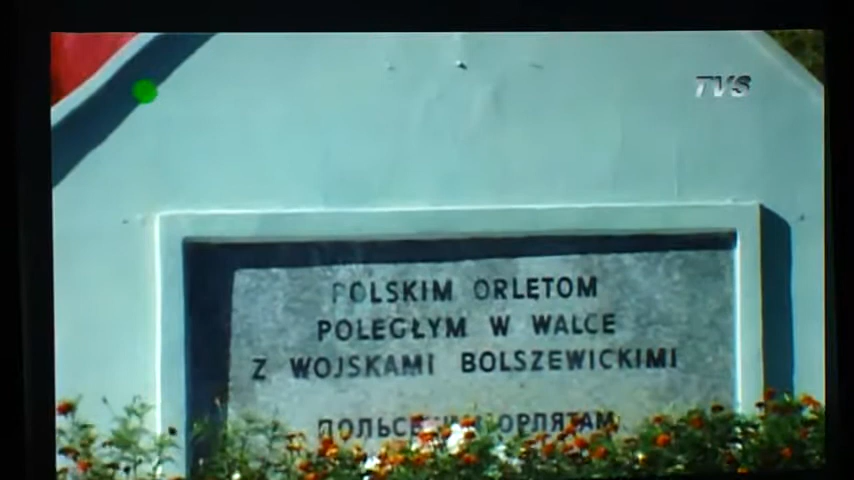 TVS
POLSKIM ORLĘTOM
POLEGŁYM W WALCE
Z WOJSKAMI BOLSZEWICKIMI
ОРЛЯТАМ